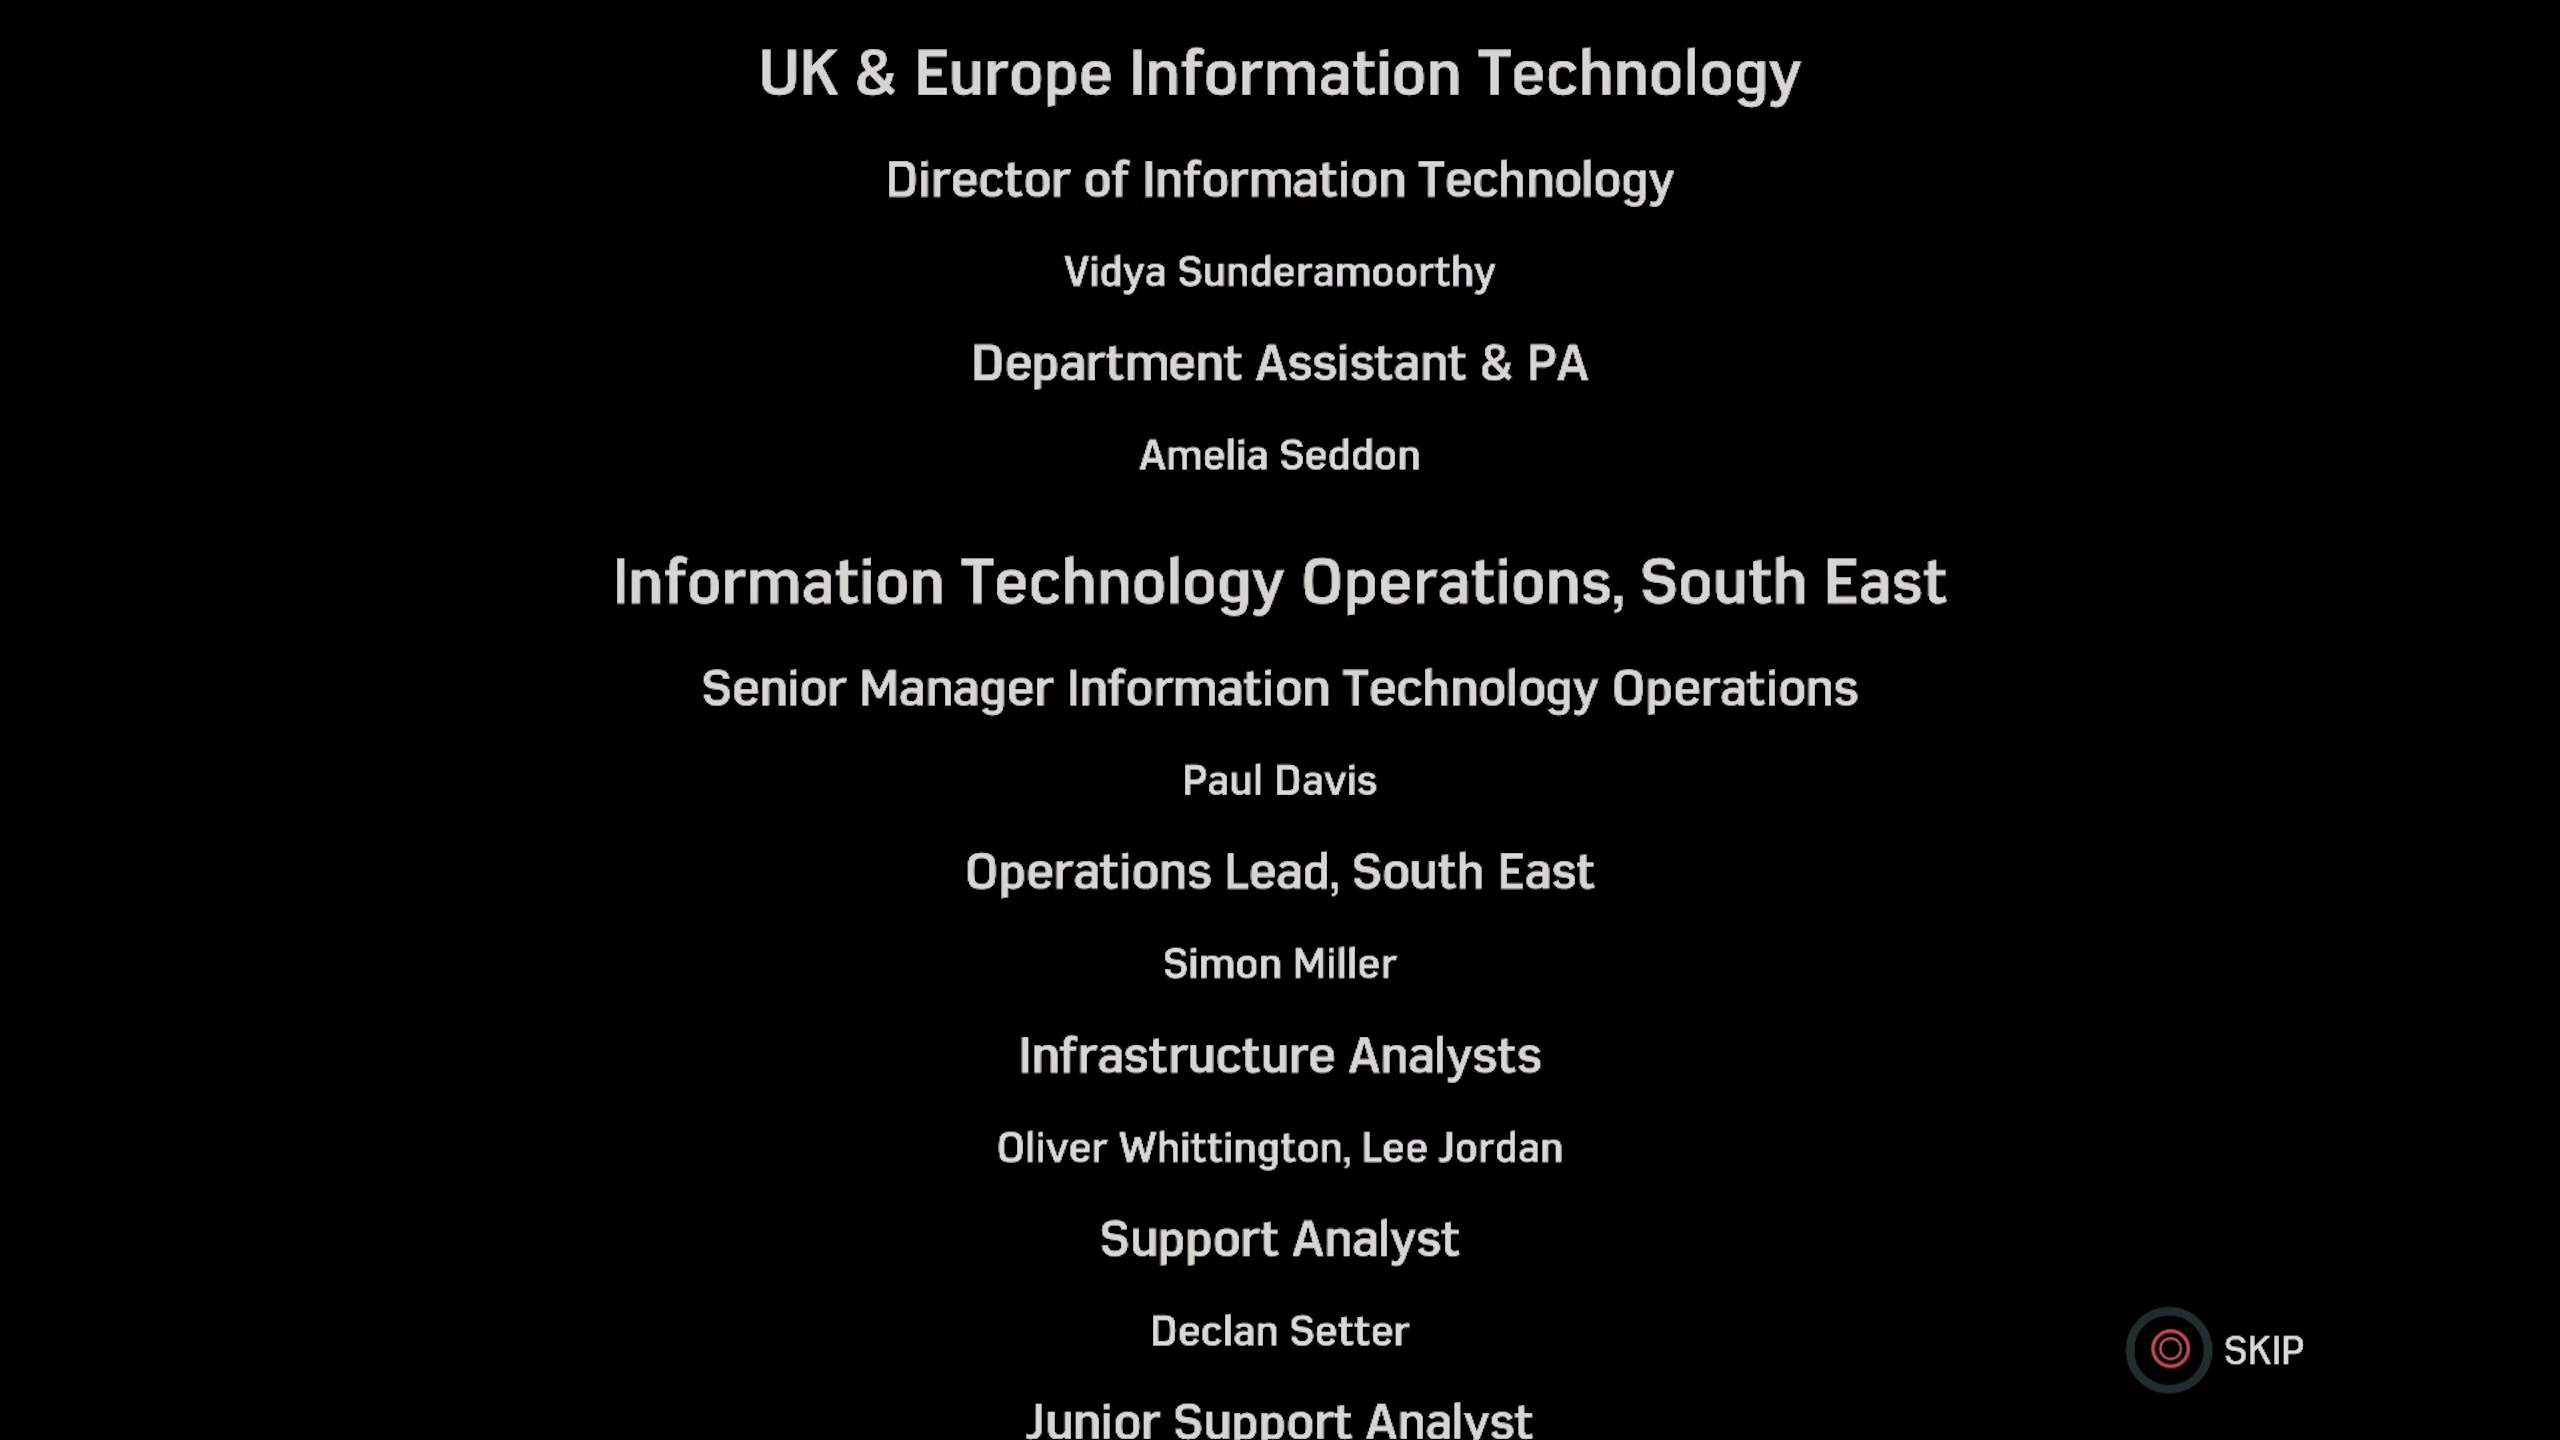 UK & Europe Information Technology
Director of Information Technology
Vidya Sunderamoorthy
Department Assistant & PA
Amelia Seddon
Information Technology Operations, South East
Senior Manager Information Technology Operations
Paul Davis
Operations Lead, South East
Simon Miller
Infrastructure Analysts
Oliver Whittington, Lee Jordan
Support Analyst
Declan Setter
SKIP
Junior Support Analyst